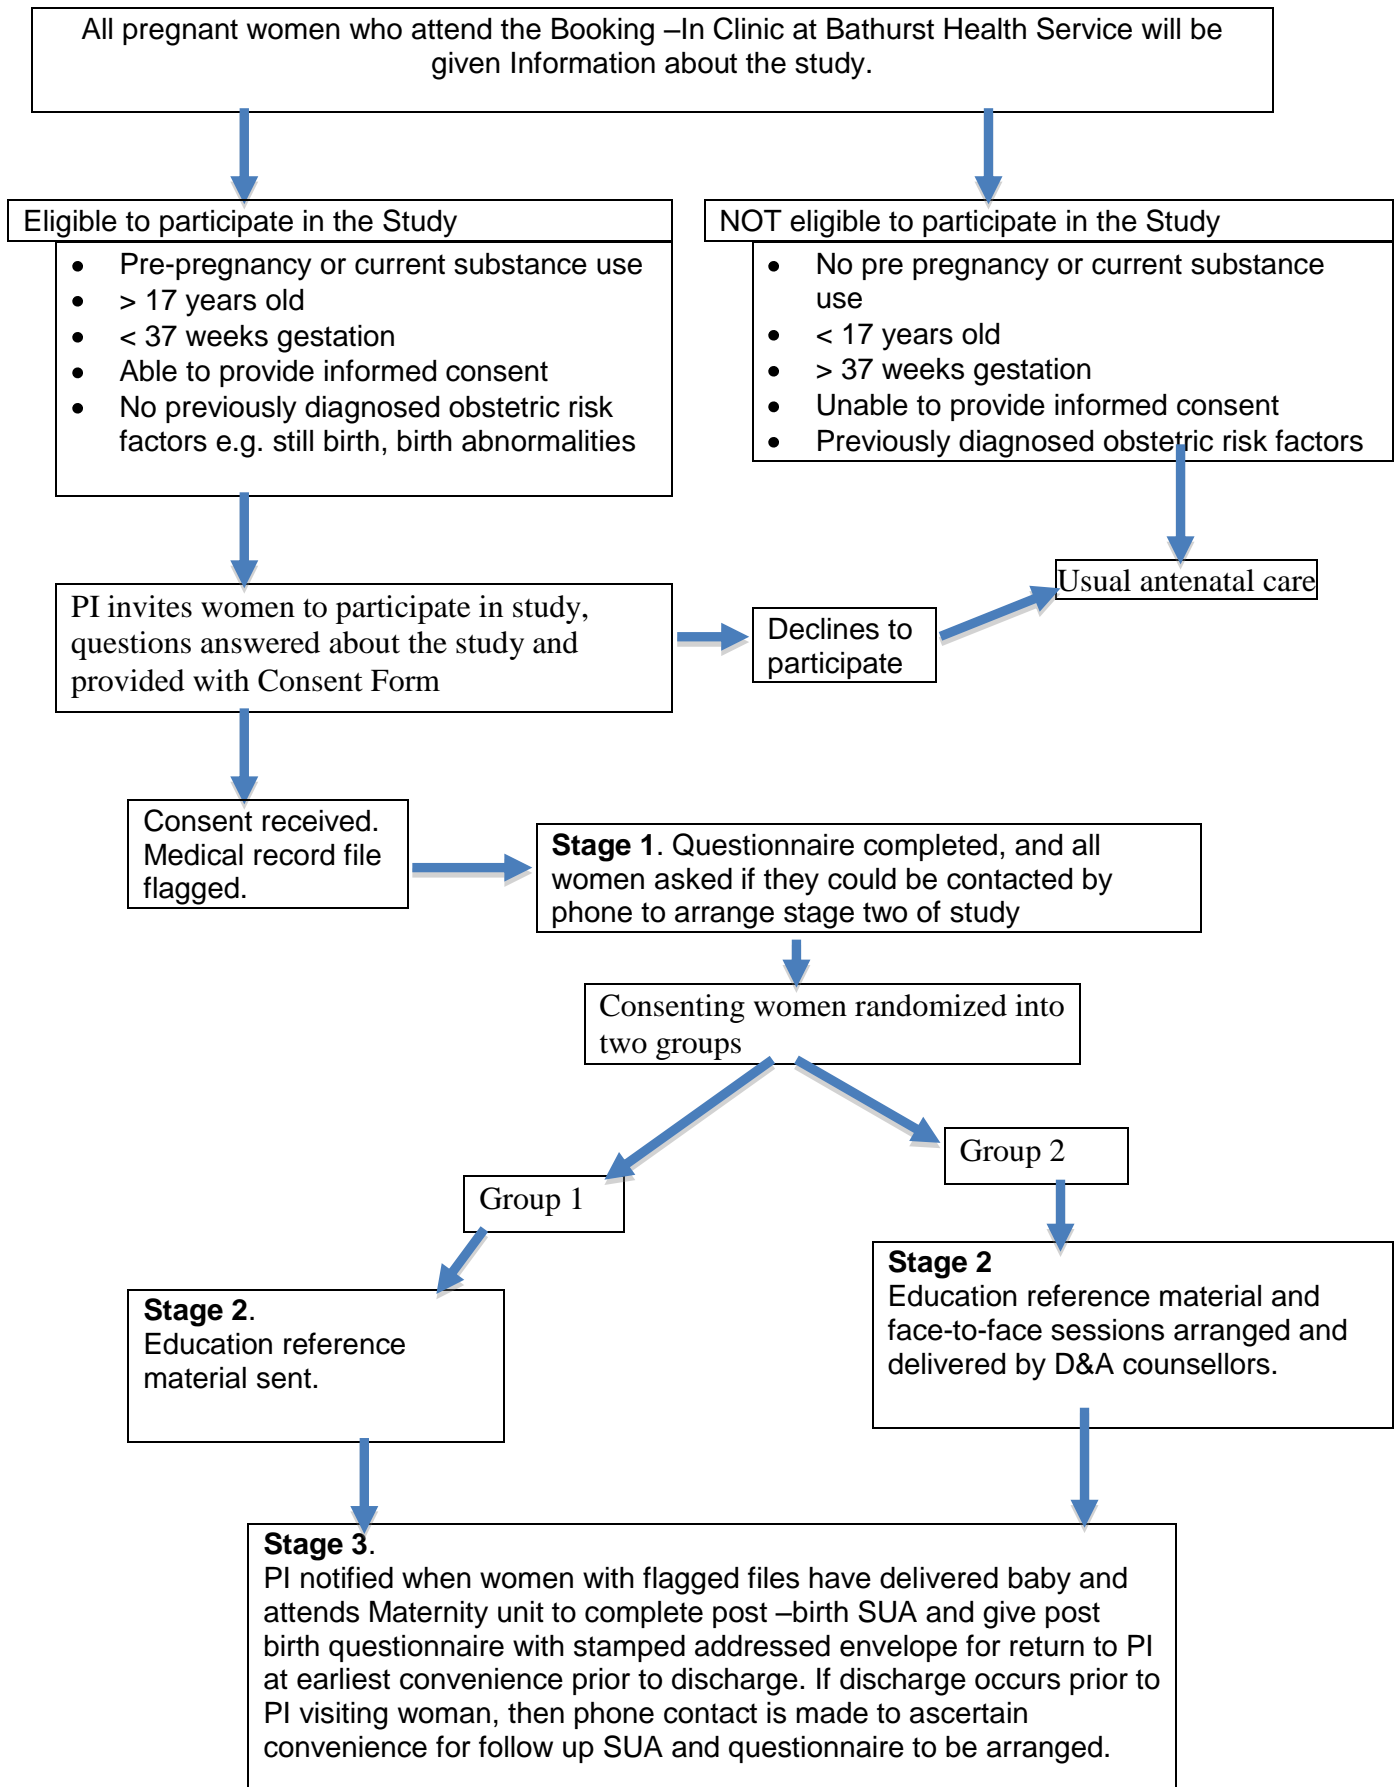 All pregnant women who attend the Booking –In Clinic at Bathurst Health Service will be
given Information about the study.
Eligible to participate in the Study
• Pre-pregnancy or current substance use
• > 17 years old
• < 37 weeks gestation
• Able to provide informed consent
• No previously diagnosed obstetric risk
factors e.g. still birth, birth abnormalities
NOT eligible to participate in the Study
• No pre pregnancy or current substance
use
• < 17 years old
• > 37 weeks gestation
• Unable to provide informed consent
• Previously diagnosed obstetric risk factors
Usual antenatal care
PI invites women to participate in study,
questions answered about the study and
provided with Consent Form
Declines to
participate
Consent received.
Medical record file
flagged.
Stage 1. Questionnaire completed, and all
women asked if they could be contacted by
phone to arrange stage two of study
Consenting women randomized into
two groups
Group 1
Group 2
Stage 2.
Education reference
material sent.
Stage 2
Education reference material and
face-to-face sessions arranged and
delivered by D&A counsellors.
Stage 3.
PI notified when women with flagged files have delivered baby and
attends Maternity unit to complete post –birth SUA and give post
birth questionnaire with stamped addressed envelope for return to PI
at earliest convenience prior to discharge. If discharge occurs prior to
PI visiting woman, then phone contact is made to ascertain
convenience for follow up SUA and questionnaire to be arranged.